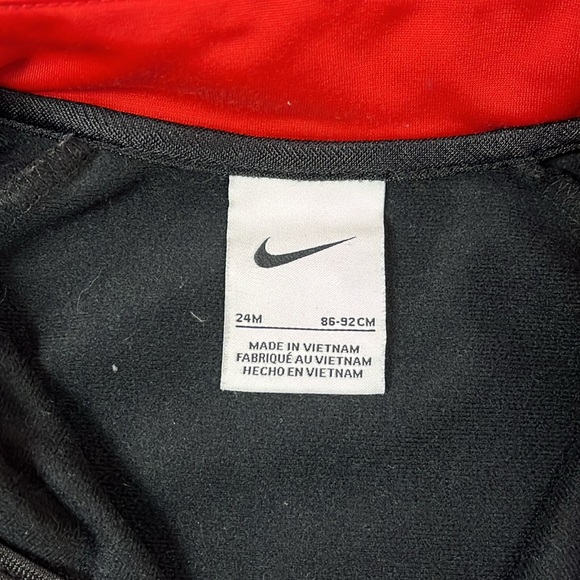 24M 86-92CM
MADE IN VIETNAM
FABRIQUÉ AU VIETNAM
HECHO EN VIETNAM